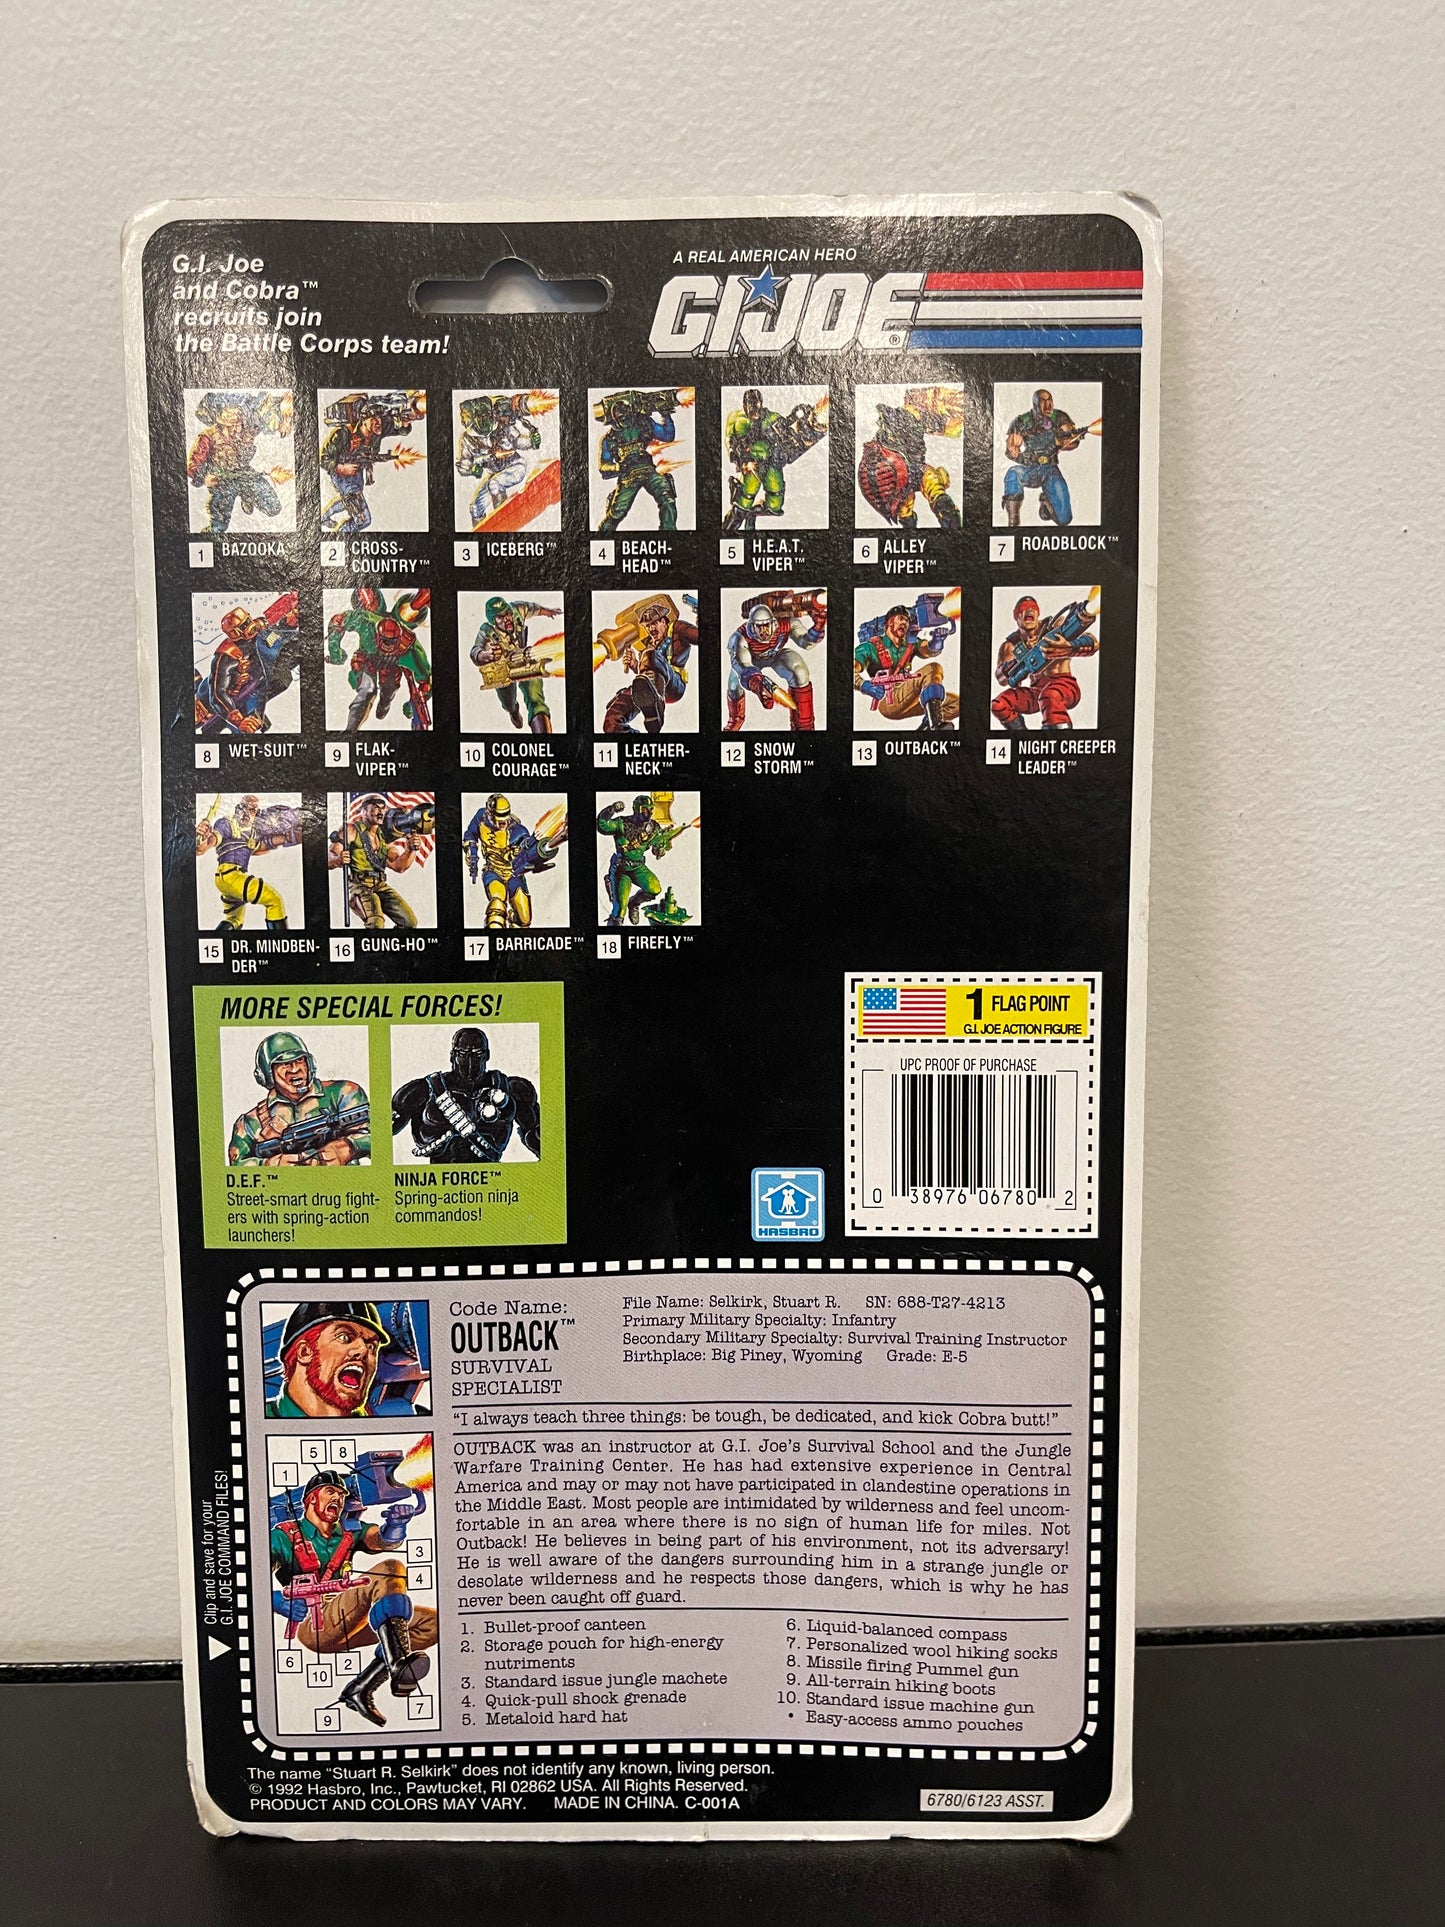 G.I. Joe
and Cobra™
recruits join
the Battle Corps team!
A REAL AMERICAN HERO
G.I. JOE®
1 BAZOOKA™
2 CROSS-
COUNTRY™
3 ICEBERG™
4 BEACH-
HEAD™
5 H.E.A.T.
VIPER™
6 ALLEY
VIPER™
7 ROADBLOCK™
8 WET-SUIT™
9 FLAK-
VIPER™
10 COLONEL
COURAGE™
11 LEATHER-
NECK™
12 SNOW
STORM™
13 OUTBACK™
14 NIGHT CREEPER
LEADER™
15 DR. MINDBEN-
DER™
16 GUNG-HO™
17 BARRICADE™
18 FIREFLY™
MORE SPECIAL FORCES!
D.E.F.™
Street-smart drug fight-
ers with spring-action
launchers!
NINJA FORCE™
Spring-action ninja
commandos!
HASBRO®
1 FLAG POINT
G.I. JOE ACTION FIGURE
UPC PROOF OF PURCHASE
0 38976 06780 2
Clip and save for your
G.I. JOE COMMAND FILES!
Code Name:
OUTBACK™
SURVIVAL
SPECIALIST
File Name: Selkirk, Stuart R. SN: 688-T27-4213
Primary Military Specialty: Infantry
Secondary Military Specialty: Survival Training Instructor
Birthplace: Big Piney, Wyoming Grade: E-5
"I always teach three things: be tough, be dedicated, and kick Cobra butt!"
OUTBACK was an instructor at G.I. Joe's Survival School and the Jungle
Warfare Training Center. He has had extensive experience in Central
America and may or may not have participated in clandestine operations in
the Middle East. Most people are intimidated by wilderness and feel uncom-
fortable in an area where there is no sign of human life for miles. Not
Outback! He believes in being part of his environment, not its adversary!
He is well aware of the dangers surrounding him in a strange jungle or
desolate wilderness and he respects those dangers, which is why he has
never been caught off guard.
5 8
1
3
4
6
10
2
7
9
1. Bullet-proof canteen
2. Storage pouch for high-energy
nutriments
3. Standard issue jungle machete
4. Quick-pull shock grenade
5. Metaloid hard hat
6. Liquid-balanced compass
7. Personalized wool hiking socks
8. Missile firing Pummel gun
9. All-terrain hiking boots
10. Standard issue machine gun
• Easy-access ammo pouches
The name "Stuart R. Selkirk" does not identify any known, living person.
© 1992 Hasbro, Inc., Pawtucket, RI 02862 USA. All Rights Reserved.
PRODUCT AND COLORS MAY VARY. MADE IN CHINA. C-001A
6780/6123 ASST.